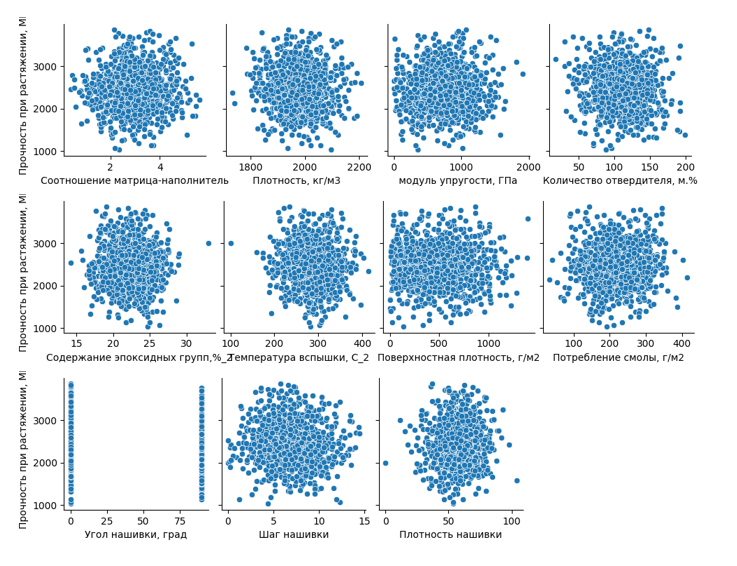 Прочность при растяжении, М
3000
2000
1000
2 4
1800 2000 2200
0 1000 2000
50 100 150 200
Соотношение матрица-наполнитель Плотность, кг/м3 модуль упругости, ГПа Количество отвердителя, м.%
Прочность при растяжении, М
3000
2000
1000
15 20 25 30
100 200 300 400
0 500 1000
100 200 300 400
Содержание эпоксидных групп,%_2 Температура вспышки, С_2 Поверхностная плотность, г/м2 Потребление смолы, г/м2
Прочность при растяжении, М
3000
2000
1000
0 25 50 75
0 5 10 15
0 50 100
Угол нашивки, град Шаг нашивки Плотность нашивки